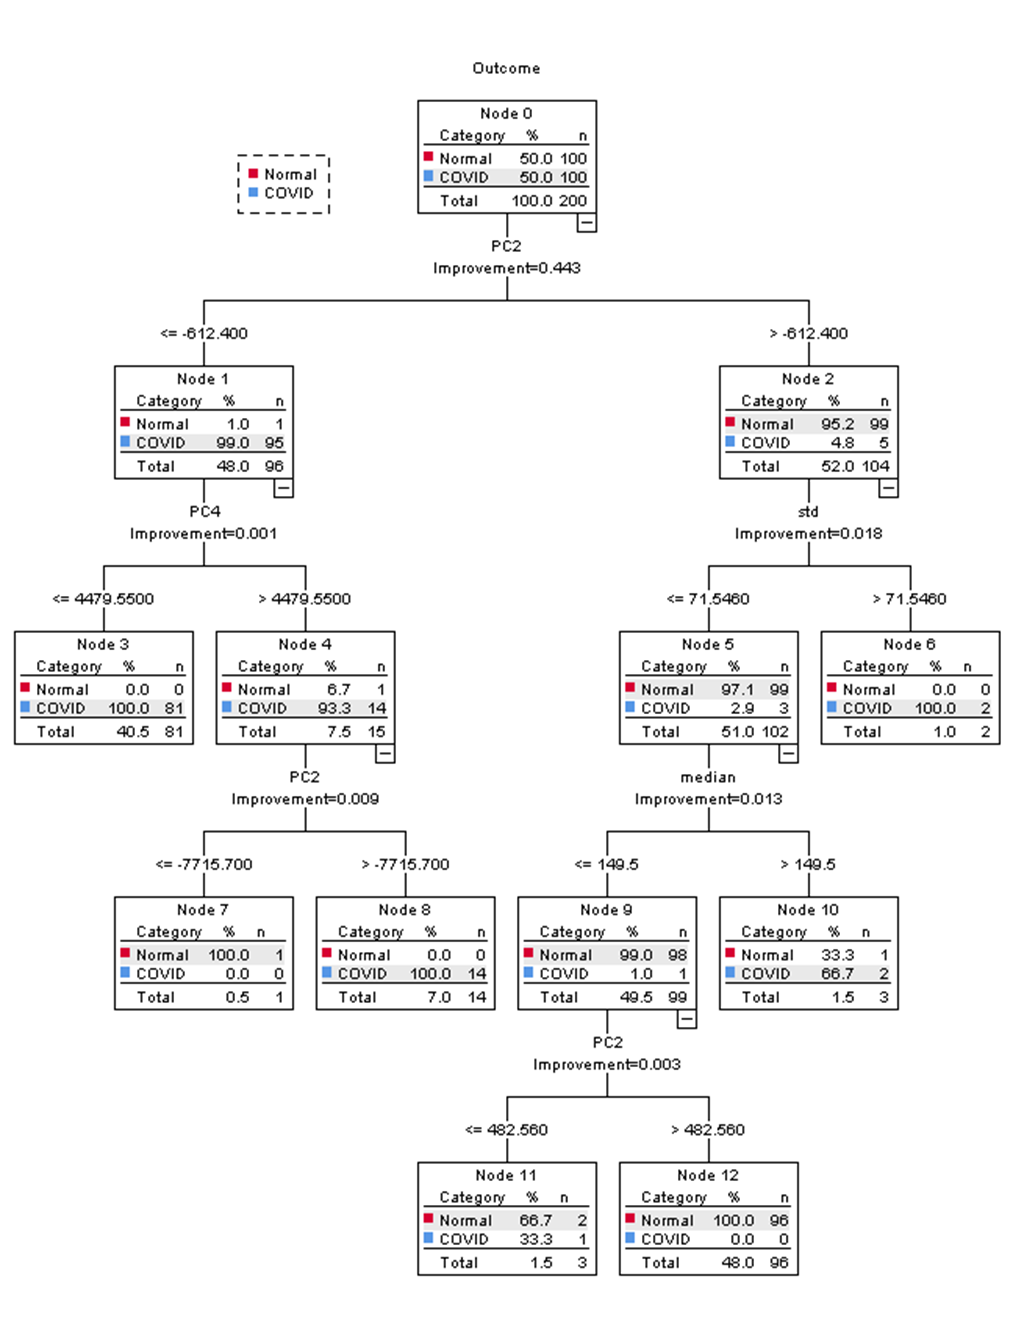 Outcome
Normal
COVID
Node 0
Category % n
Normal 50.0 100
COVID 50.0 100
Total 100.0 200
PC2
Improvement=0.443
<= -612.400
> -612.400
Node 1
Category % n
Normal 1.0 1
COVID 99.0 95
Total 48.0 96
Node 2
Category % n
Normal 95.2 99
COVID 4.8 5
Total 52.0 104
PC4
Improvement=0.001
std
Improvement=0.018
<= 4479.5500
> 4479.5500
<= 71.5460
> 71.5460
Node 3
Category % n
Normal 0.0 0
COVID 100.0 81
Total 40.5 81
Node 4
Category % n
Normal 6.7 1
COVID 93.3 14
Total 7.5 15
Node 5
Category % n
Normal 97.1 99
COVID 2.9 3
Total 51.0 102
Node 6
Category % n
Normal 0.0 0
COVID 100.0 2
Total 1.0 2
PC2
Improvement=0.009
median
Improvement=0.013
<= -7715.700
> -7715.700
<= 149.5
> 149.5
Node 7
Category % n
Normal 100.0 1
COVID 0.0 0
Total 0.5 1
Node 8
Category % n
Normal 0.0 0
COVID 100.0 14
Total 7.0 14
Node 9
Category % n
Normal 99.0 98
COVID 1.0 1
Total 49.5 99
Node 10
Category % n
Normal 33.3 1
COVID 66.7 2
Total 1.5 3
PC2
Improvement=0.003
<= 482.560
> 482.560
Node 11
Category % n
Normal 66.7 2
COVID 33.3 1
Total 1.5 3
Node 12
Category % n
Normal 100.0 96
COVID 0.0 0
Total 48.0 96